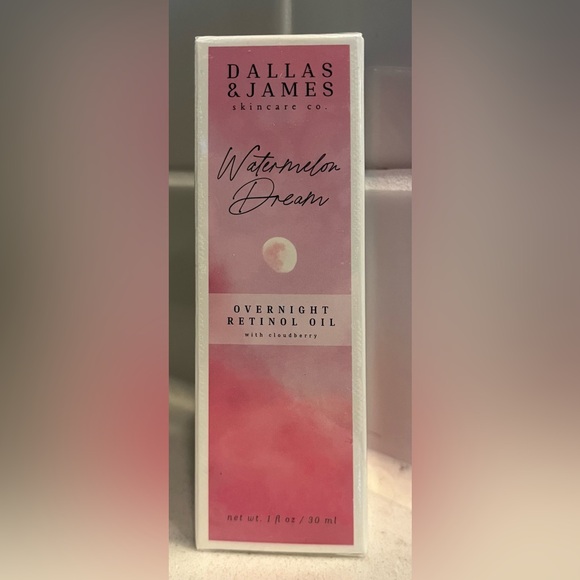 DALLAS
& JAMES
skincare co.
Watermelon
Dream
OVERNIGHT
RETINOL OIL
with cloudberry
net wt. 1 fl oz / 30 ml